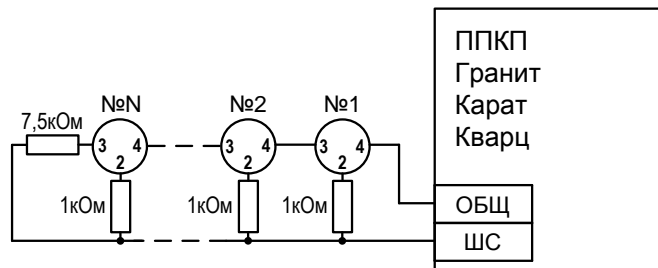 ППКП
Гранит
Карат
Кварц
№N №2 №1
7,5кОм
3 4 3 4 3 4
2 2 2
1кОм 1кОм 1кОм
ОБЩ
ШС